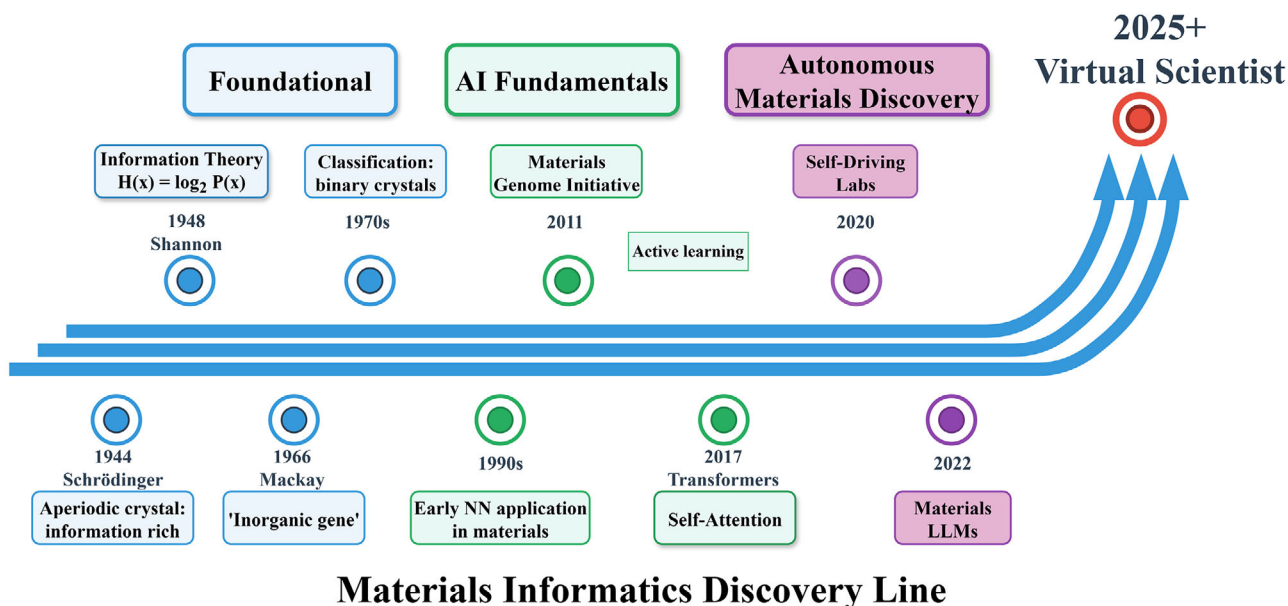 2025+
Virtual Scientist
Foundational
AI Fundamentals
Autonomous
Materials Discovery
Information Theory
H(x) = log₂ P(x)
Classification:
binary crystals
Materials
Genome Initiative
Self-Driving
Labs
1948
Shannon
1970s
2011
Active learning
2020
1944
Schrödinger
Aperiodic crystal:
information rich
1966
Mackay
'Inorganic gene'
1990s
Early NN application
in materials
2017
Transformers
Self-Attention
2022
Materials
LLMs
Materials Informatics Discovery Line